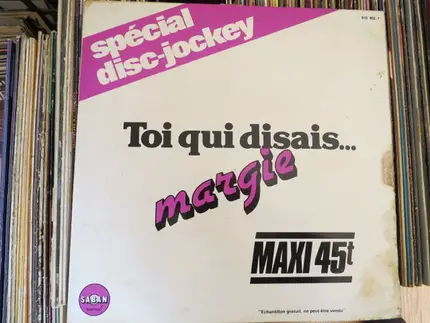 spécial
disc-jockey
Toi qui disais...
margie
MAXI 45t
SABAN
"Echantillon gratuit, ne peut être vendu"